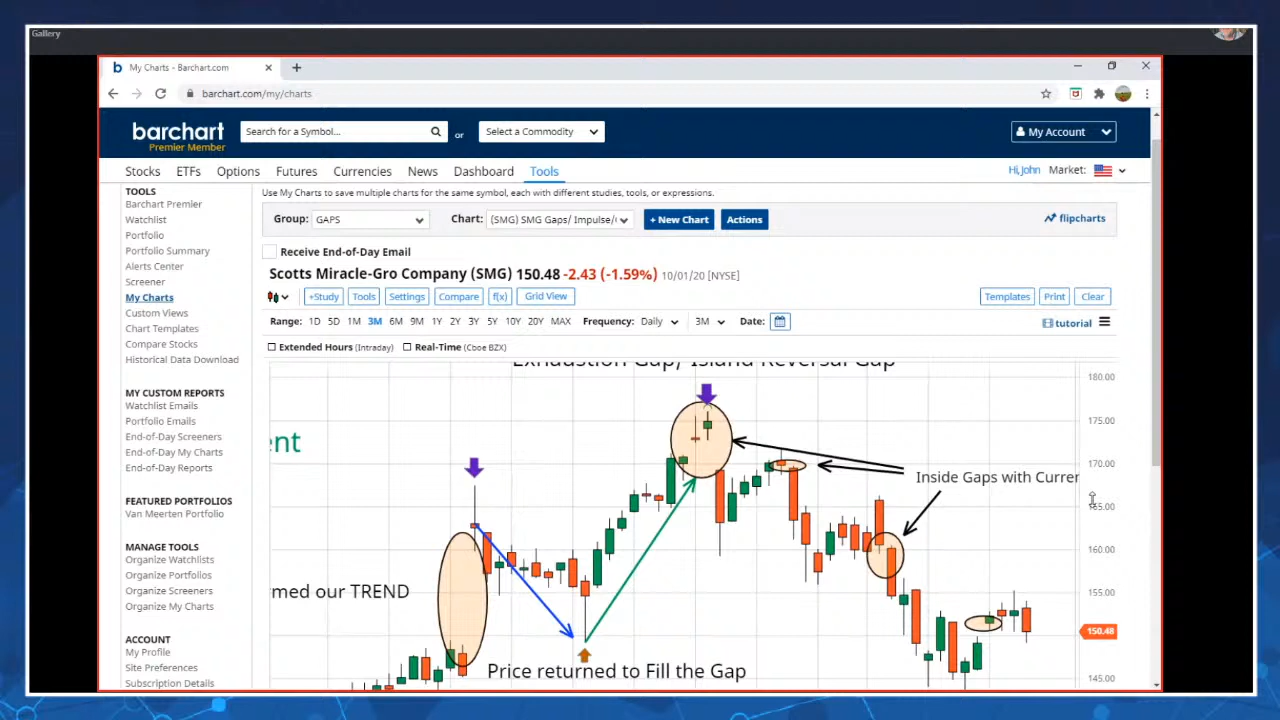 Gallery
My Charts - Barchart.com
barchart.com/my/charts
barchart
Premier Member
Search for a Symbol...
or
Select a Commodity
My Account
Stocks ETFs Options Futures Currencies News Dashboard Tools
Hi, John Market:
TOOLS
Barchart Premier
Watchlist
Portfolio
Portfolio Summary
Alerts Center
Screener
My Charts
Custom Views
Chart Templates
Compare Stocks
Historical Data Download
MY CUSTOM REPORTS
Watchlist Emails
Portfolio Emails
End-of-Day Screeners
End-of-Day My Charts
End-of-Day Reports
FEATURED PORTFOLIOS
Van Meerten Portfolio
MANAGE TOOLS
Organize Watchlists
Organize Portfolios
Organize Screeners
Organize My Charts
ACCOUNT
My Profile
Site Preferences
Subscription Details
Use My Charts to save multiple charts for the same symbol, each with different studies, tools, or expressions.
Group: GAPS Chart: (SMG) SMG Gaps/ Impulse/( + New Chart Actions flipcharts
Receive End-of-Day Email
Scotts Miracle-Gro Company (SMG) 150.48 -2.43 (-1.59%) 10/01/20 [NYSE]
+Study Tools Settings Compare f(x) Grid View Templates Print Clear
Range: 1D 5D 1M 3M 6M 9M 1Y 2Y 3Y 5Y 10Y 20Y MAX Frequency: Daily 3M Date: tutorial
Extended Hours (Intraday) Real-Time (Cboe BZX)
Exhaustion Gap/ Island Reversal Gap
180.00
175.00
ent
170.00
Inside Gaps with Curren
165.00
160.00
med our TREND
155.00
150.48
Price returned to Fill the Gap
145.00